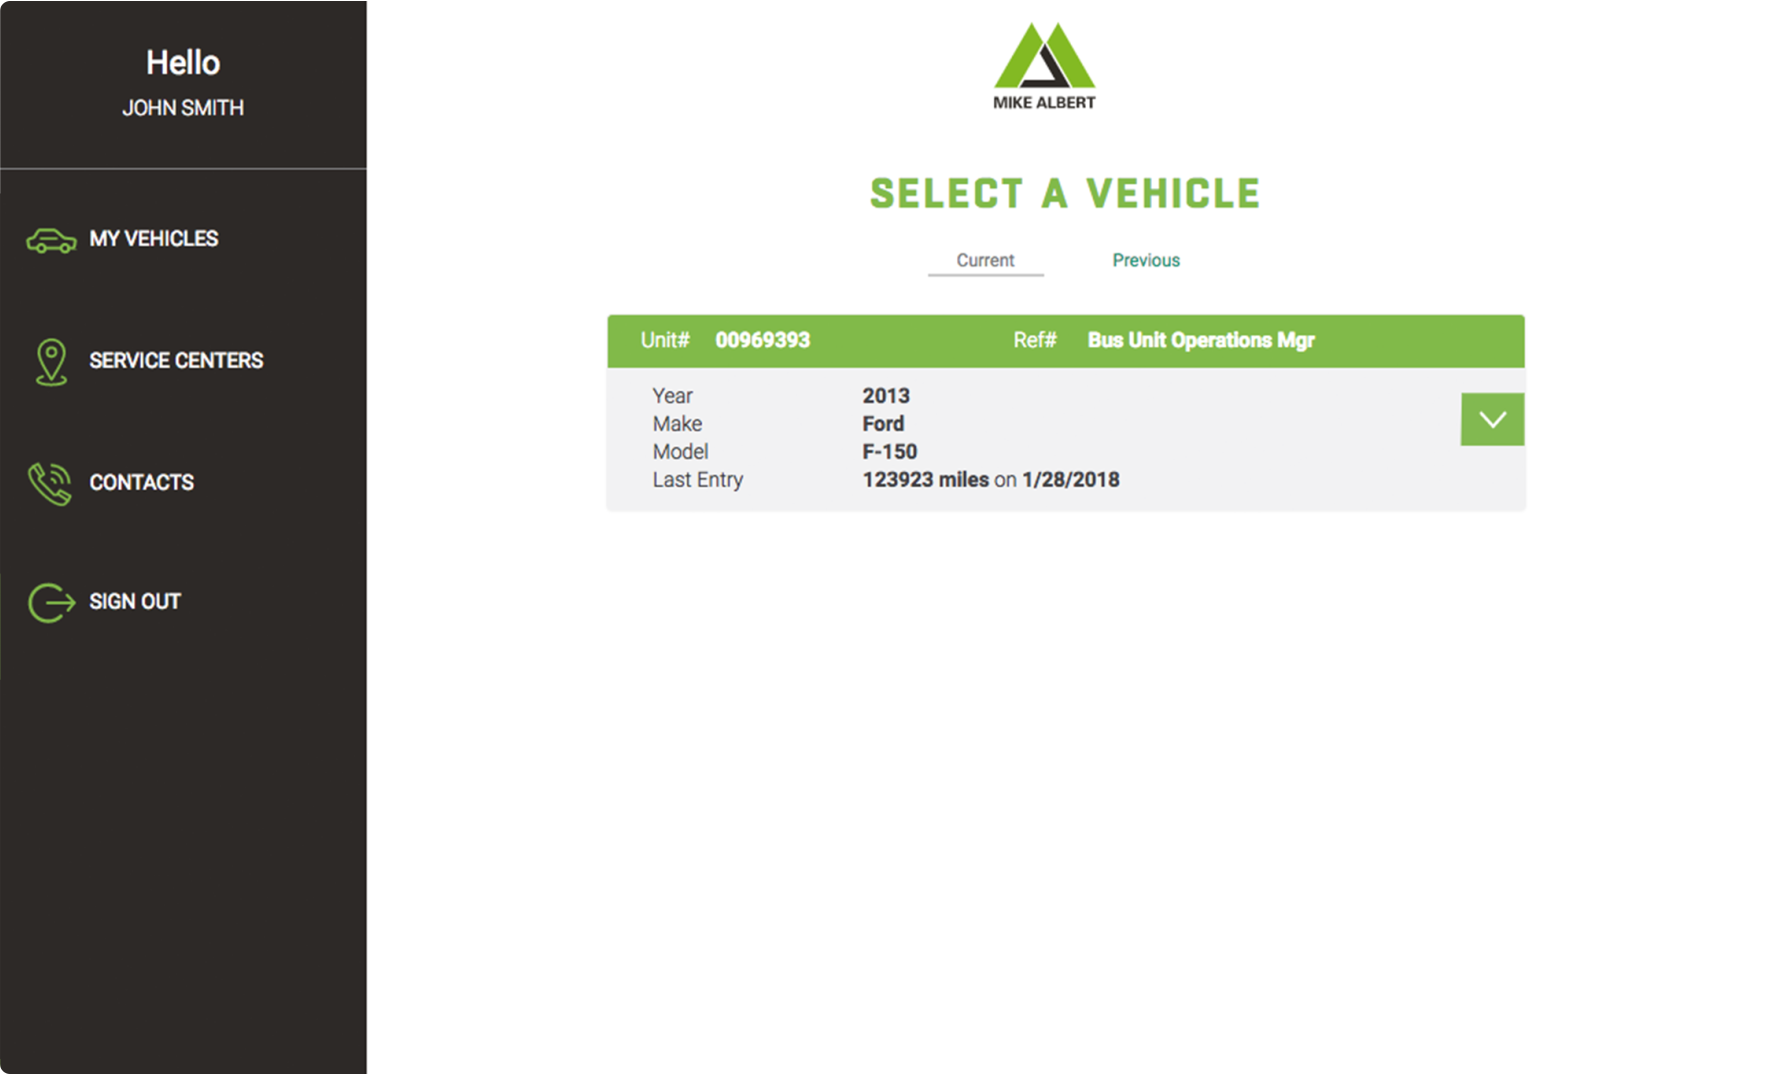 Hello
JOHN SMITH
MY VEHICLES
SERVICE CENTERS
CONTACTS
SIGN OUT
MIKE ALBERT
SELECT A VEHICLE
Current Previous
Unit# 00969393 Ref# Bus Unit Operations Mgr
Year 2013
Make Ford
Model F-150
Last Entry 123923 miles on 1/28/2018